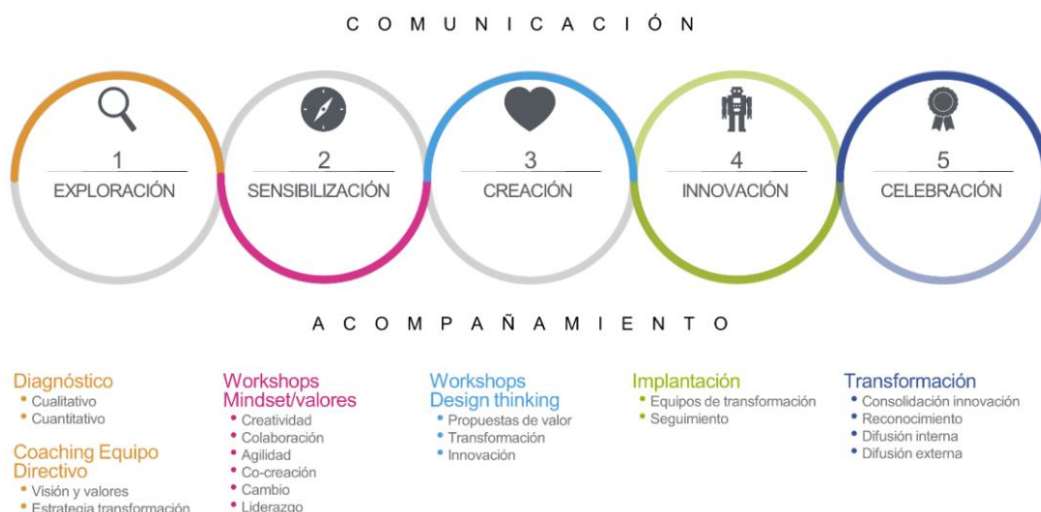 COMUNICACIÓN
1
EXPLORACIÓN
2
SENSIBILIZACIÓN
3
CREACIÓN
4
INNOVACIÓN
5
CELEBRACIÓN
ACOMPAÑAMIENTO
Diagnóstico
• Cualitativo
• Cuantitativo
Coaching Equipo
Directivo
• Visión y valores
• Estrategia transformación
Workshops
Mindset/valores
• Creatividad
• Colaboración
• Agilidad
• Co-creación
• Cambio
• Liderazgo
Workshops
Design thinking
• Propuestas de valor
• Transformación
• Innovación
Implantación
• Equipos de transformación
• Seguimiento
Transformación
• Consolidación innovación
• Reconocimiento
• Difusión interna
• Difusión externa